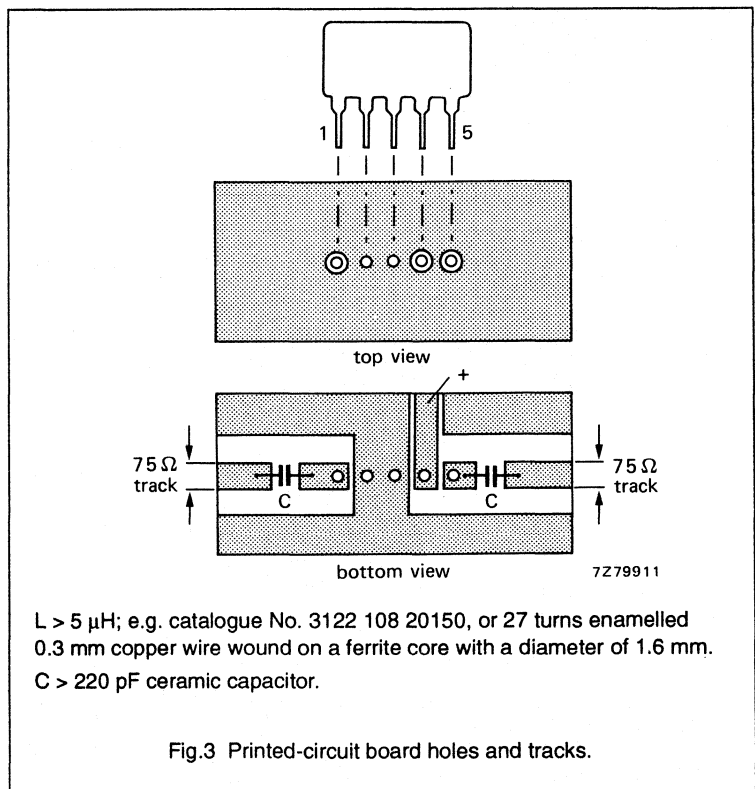 1 5
top view
+
75 Ω
track
C
C
75 Ω
track
bottom view
7Z79911
L > 5 μH; e.g. catalogue No. 3122 108 20150, or 27 turns enamelled
0.3 mm copper wire wound on a ferrite core with a diameter of 1.6 mm.
C > 220 pF ceramic capacitor.
Fig.3 Printed-circuit board holes and tracks.